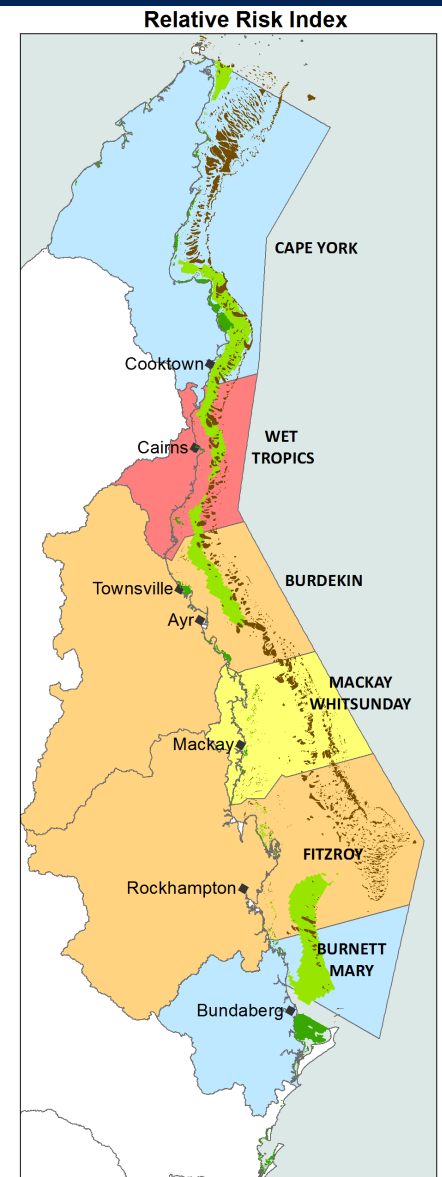 Relative Risk Index
CAPE YORK
Cooktown
WET
TROPICS
Cairns
BURDEKIN
Townsville
Ayr
MACKAY
WHITSUNDAY
Mackay
FITZROY
Rockhampton
BURNETT
MARY
Bundaberg